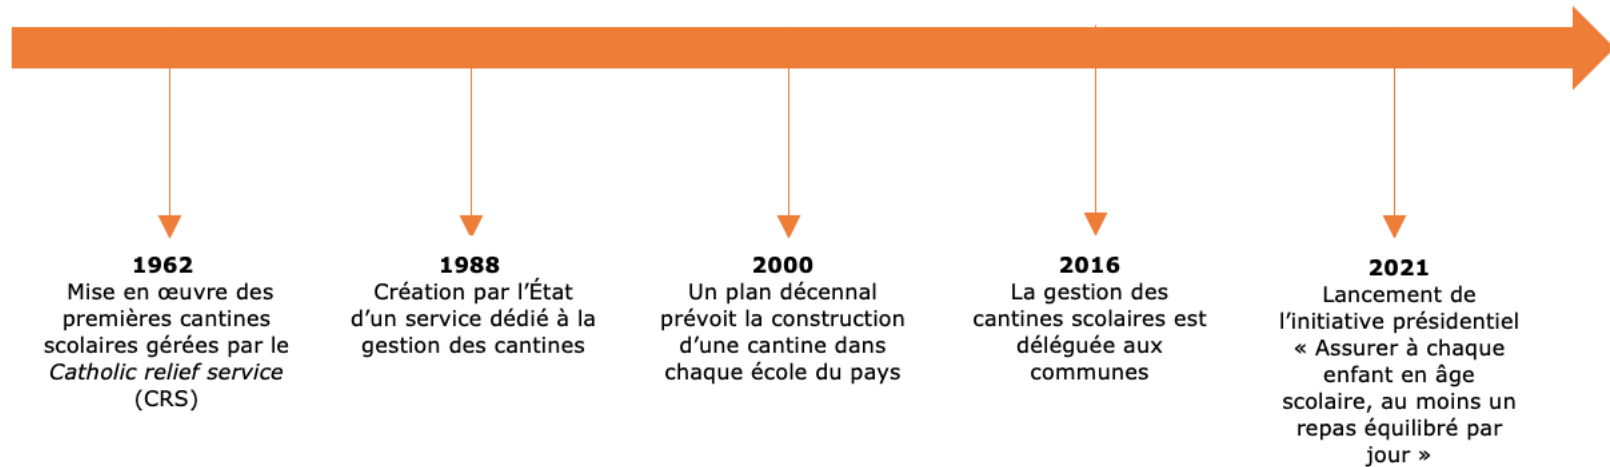 1962
Mise en œuvre des
premières cantines
scolaires gérées par le
Catholic relief service
(CRS)
1988
Création par l’État
d’un service dédié à la
gestion des cantines
2000
Un plan décennal
prévoit la construction
d’une cantine dans
chaque école du pays
2016
La gestion des
cantines scolaires est
déléguée aux
communes
2021
Lancement de
l’initiative présidentiel
« Assurer à chaque
enfant en âge
scolaire, au moins un
repas équilibré par
jour »